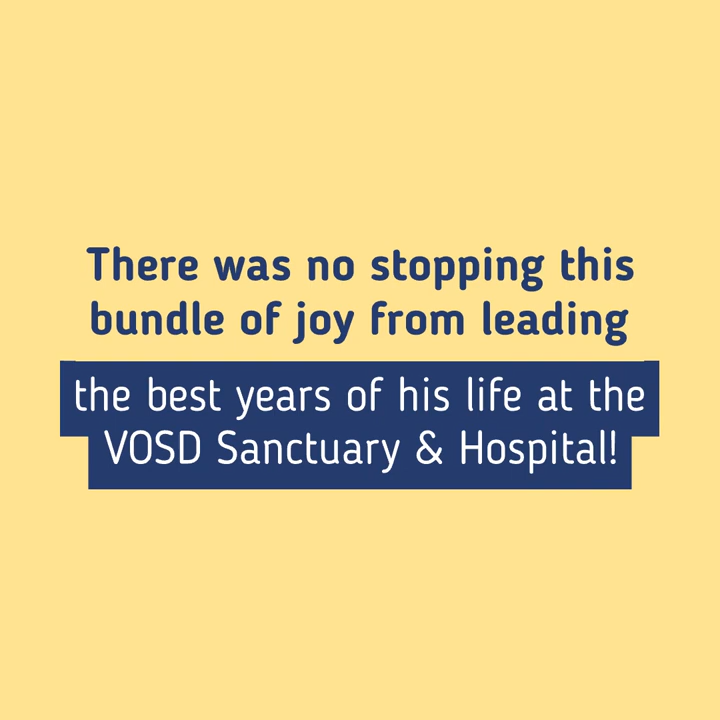 There was no stopping this
bundle of joy from leading
the best years of his life at the
VOSD Sanctuary & Hospital!